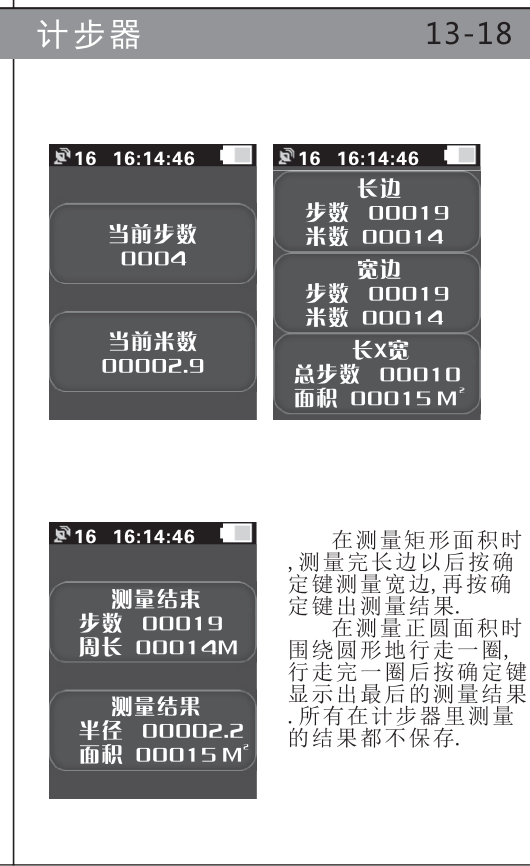 计步器 13-18
16 16:14:46
当前步数
0004
当前米数
00002.9
16 16:14:46
长边
步数 00019
米数 00014
宽边
步数 00019
米数 00014
长X宽
总步数 00010
面积 00015 M²
16 16:14:46
测量结束
步数 00019
周长 00014M
测量结果
半径 00002.2
面积 00015 M²
在测量矩形面积时
,测量完长边以后按确
定键测量宽边,再按确
定键出测量结果.
在测量正圆面积时
围绕圆形地行走一圈,
行走完一圈后按确定键
显示出最后的测量结果
.所有在计步器里测量
的结果都不保存.